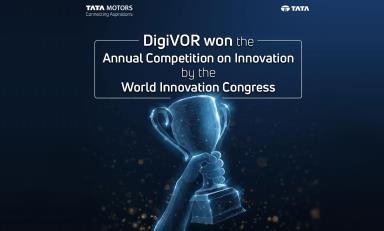 TATA MOTORS
Connecting Aspirations
TATA
DigiVOR won the
Annual Competition on Innovation
by the
World Innovation Congress